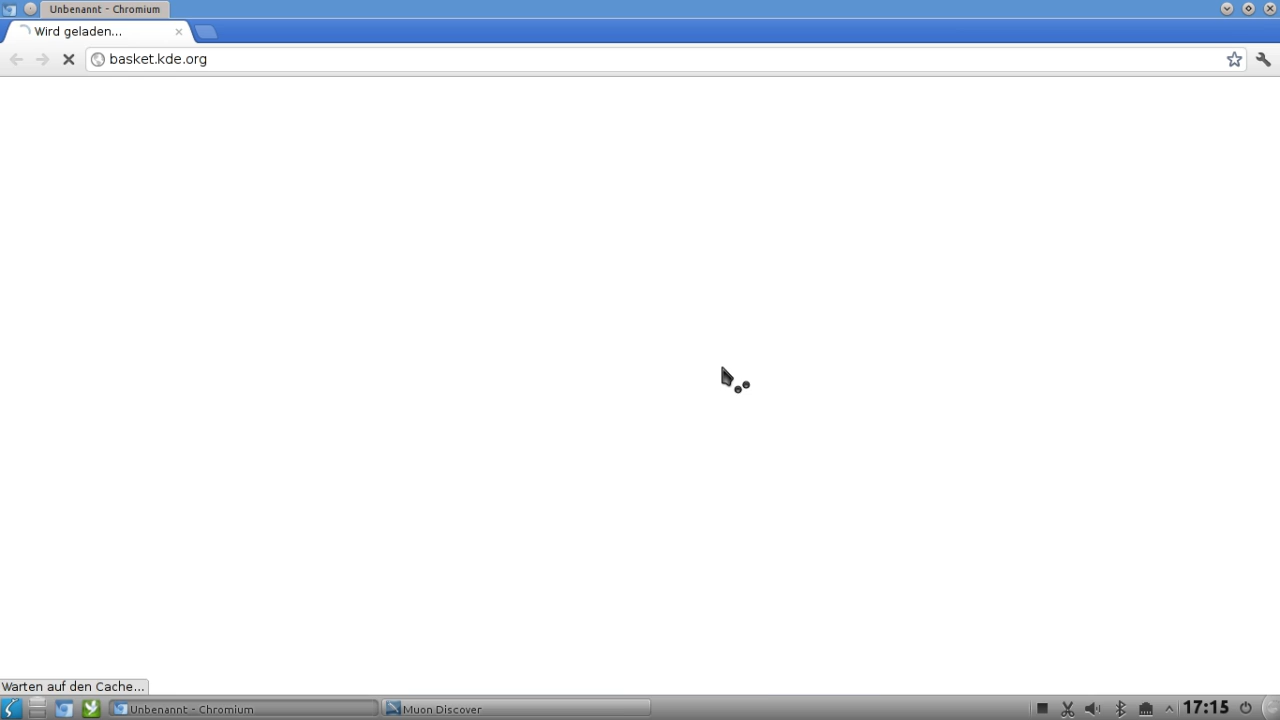 Unbenannt - Chromium
Wird geladen...
basket.kde.org
Warten auf den Cache...
Unbenannt - Chromium
Muon Discover
17:15